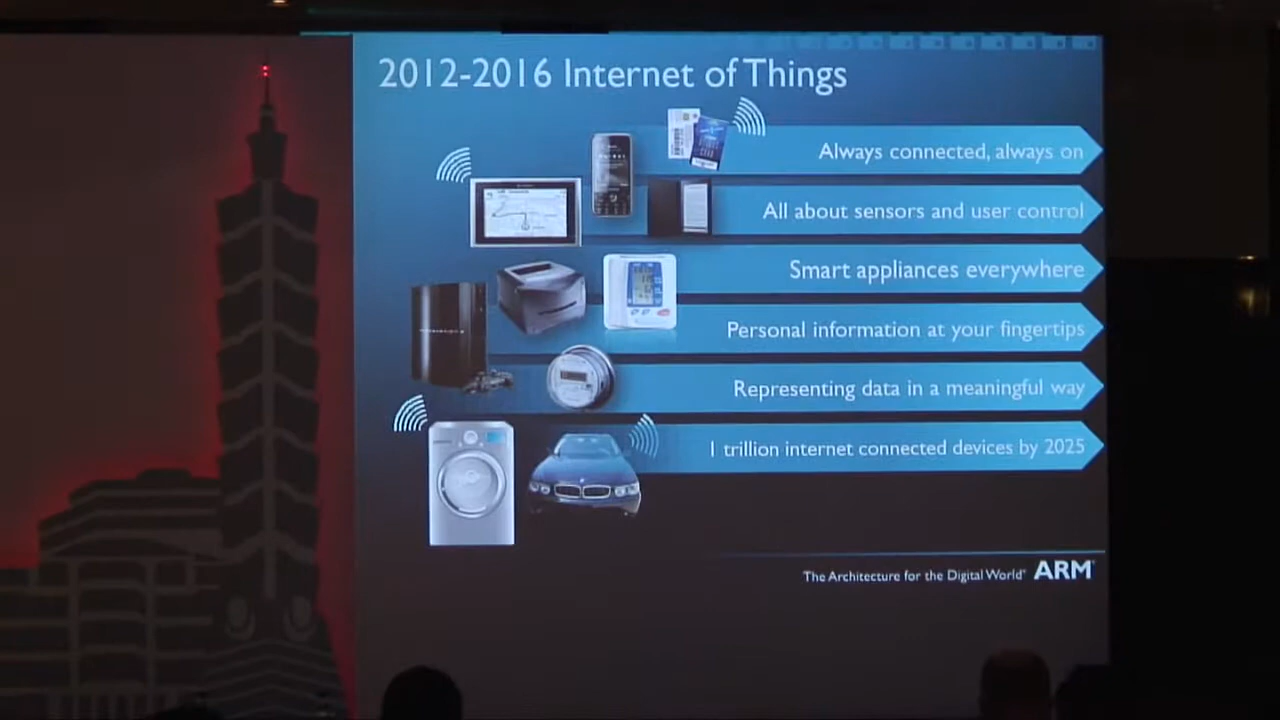 2012-2016 Internet of Things
Always connected, always on
All about sensors and user control
Smart appliances everywhere
Personal information at your fingertips
Representing data in a meaningful way
1 trillion internet connected devices by 2025
The Architecture for the Digital World® ARM